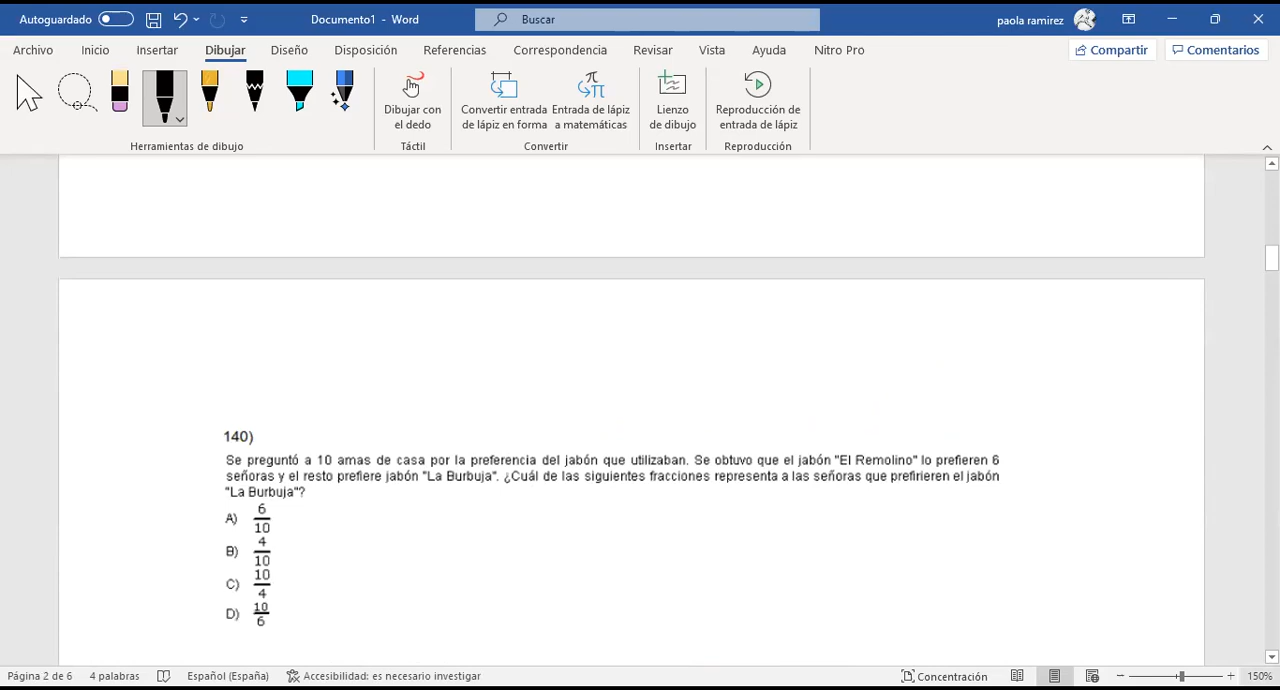 Autoguardado
Documento1 - Word
Buscar
paola ramirez
Archivo Inicio Insertar Dibujar Diseño Disposición Referencias Correspondencia Revisar Vista Ayuda Nitro Pro
Compartir
Comentarios
Dibujar con
el dedo
Convertir entrada
de lápiz en forma
Entrada de lápiz
a matemáticas
Lienzo
de dibujo
Reproducción de
entrada de lápiz
Herramientas de dibujo
Táctil
Convertir
Insertar
Reproducción
140)
Se preguntó a 10 amas de casa por la preferencia del jabón que utilizaban. Se obtuvo que el jabón "El Remolino" lo prefieren 6
señoras y el resto prefiere jabón "La Burbuja". ¿Cuál de las siguientes fracciones representa a las señoras que prefirieren el jabón
"La Burbuja"?
A) 6/10
B) 4/10
C) 10/4
D) 10/6
Página 2 de 6 4 palabras Español (España) Accesibilidad: es necesario investigar Concentración 150%